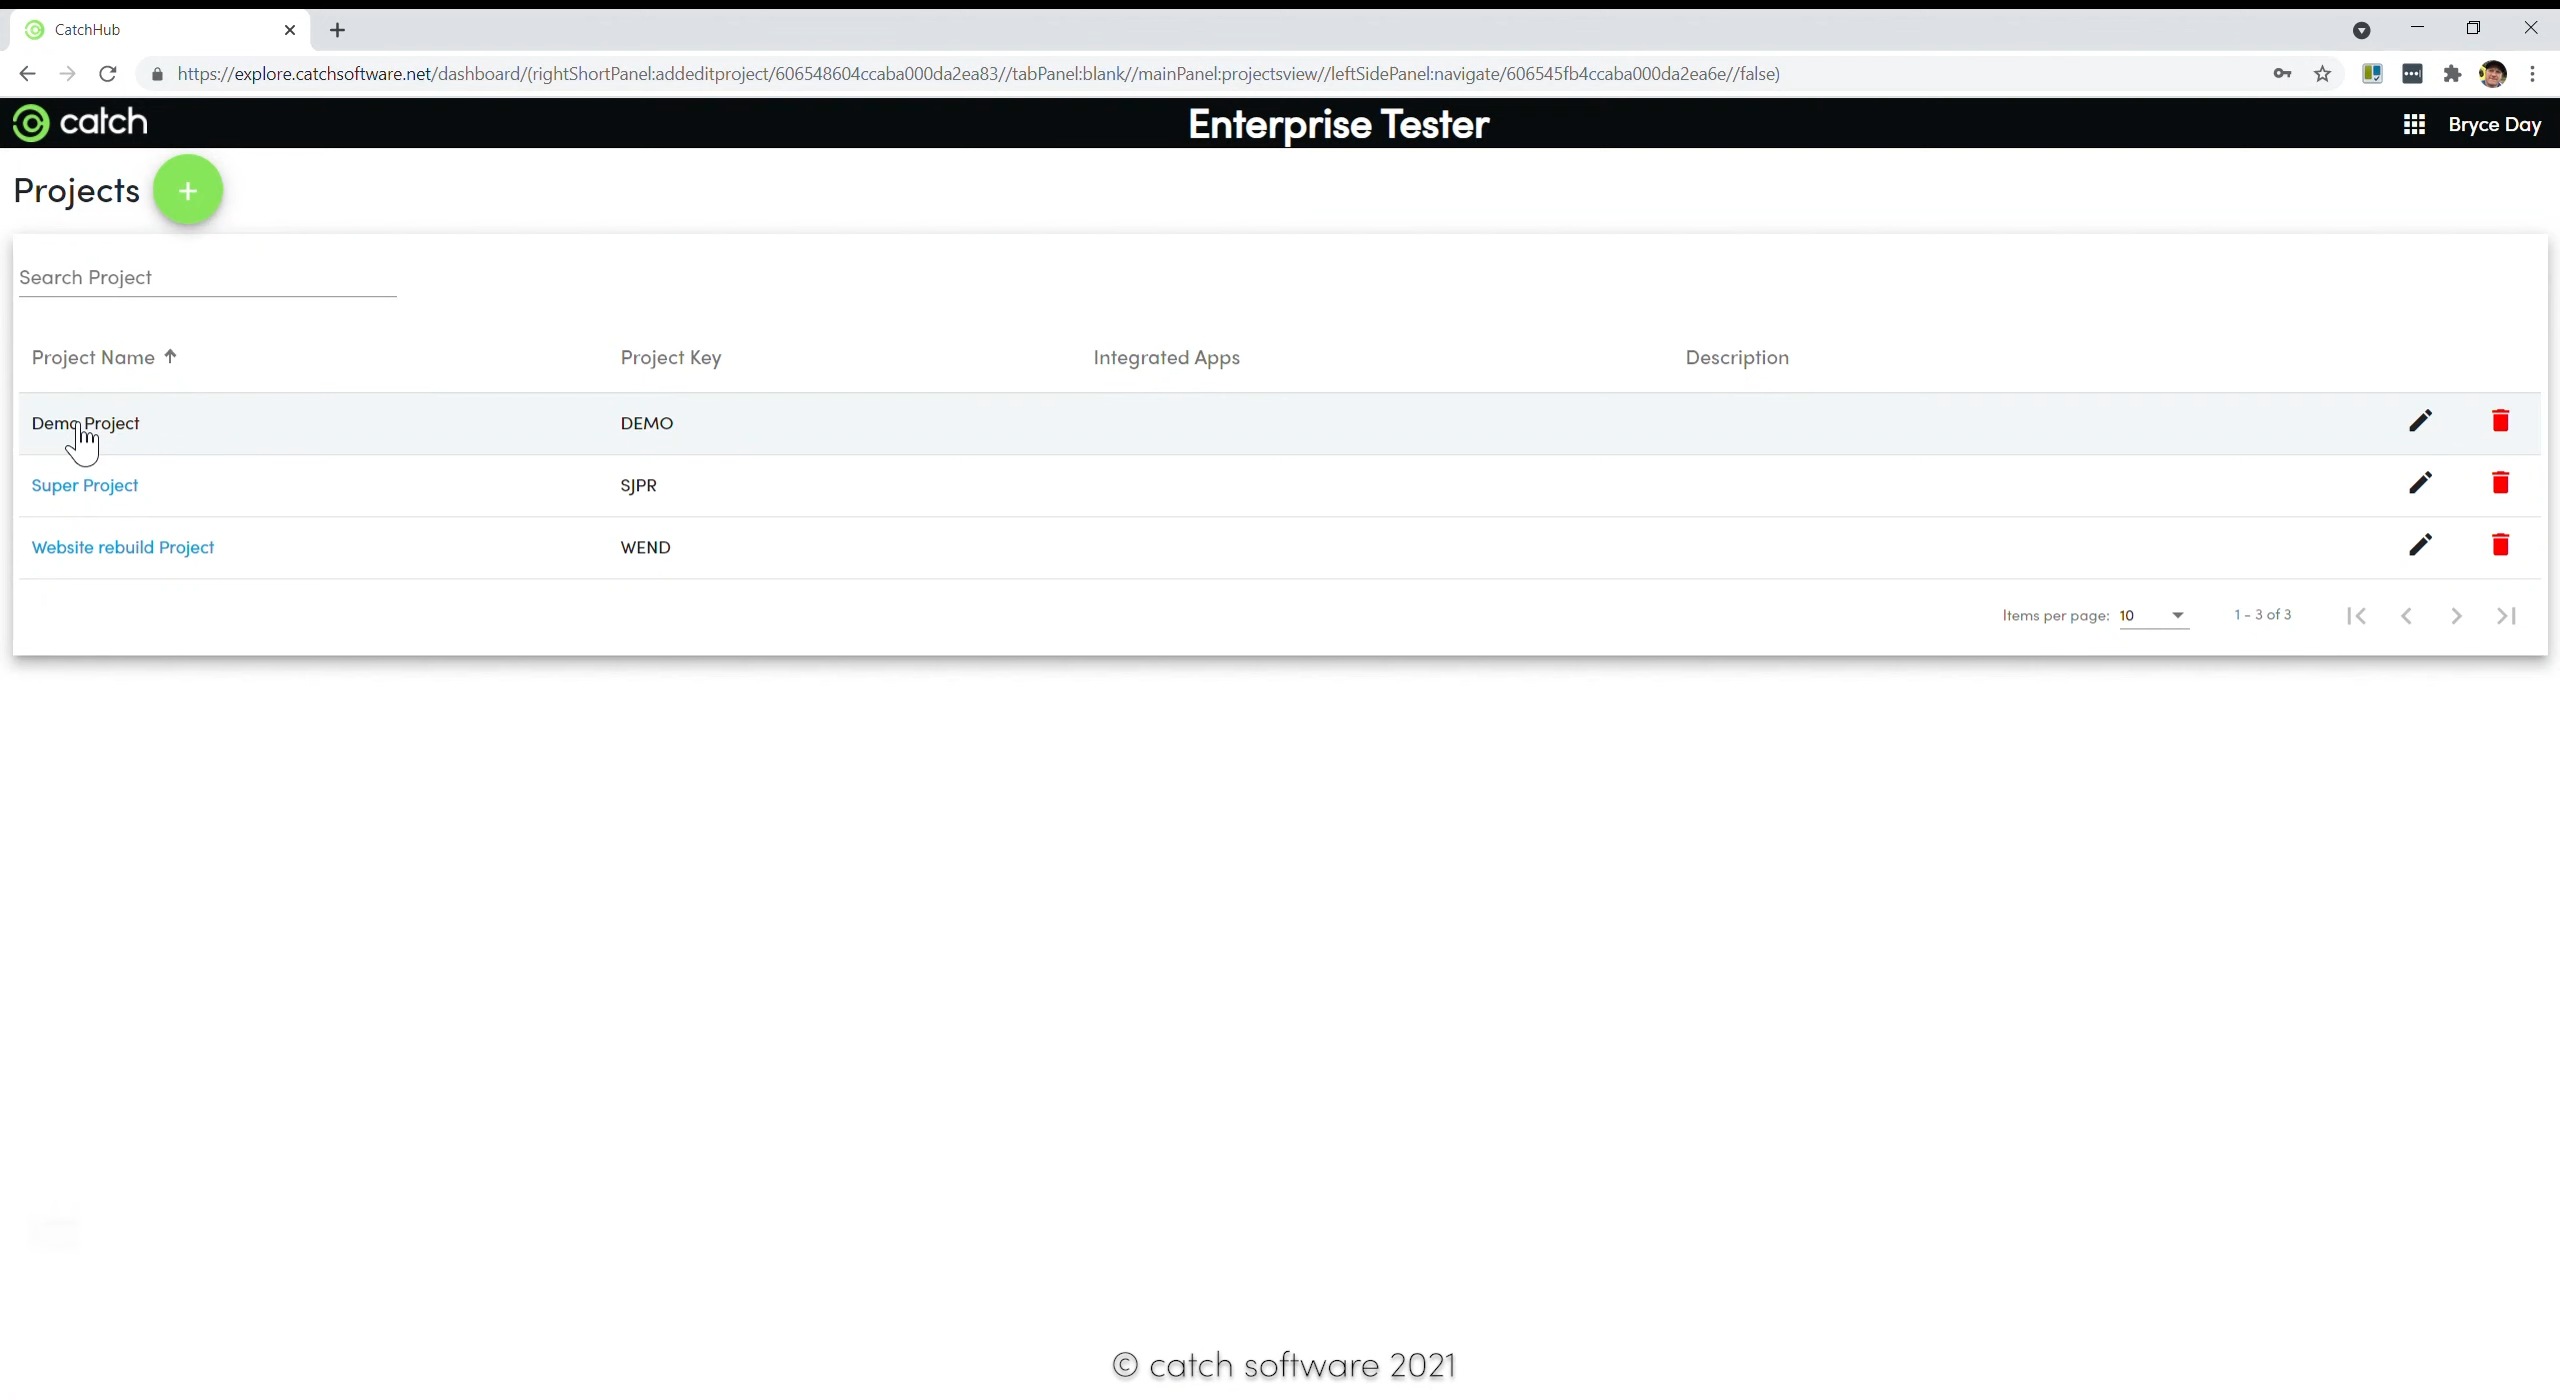 CatchHub
https://explore.catchsoftware.net/dashboard/(rightShortPanel:addeditproject/606548604ccaba000da2ea83//tabPanel:blank//mainPanel:projectsview//leftSidePanel:navigate/606545fb4ccaba000da2ea6e//false)
catch Enterprise Tester Bryce Day
Projects +
Search Project
Project Name Project Key Integrated Apps Description
Demo Project DEMO
Super Project SJPR
Website rebuild Project WEND
Items per page: 10 1 - 3 of 3
© catch software 2021